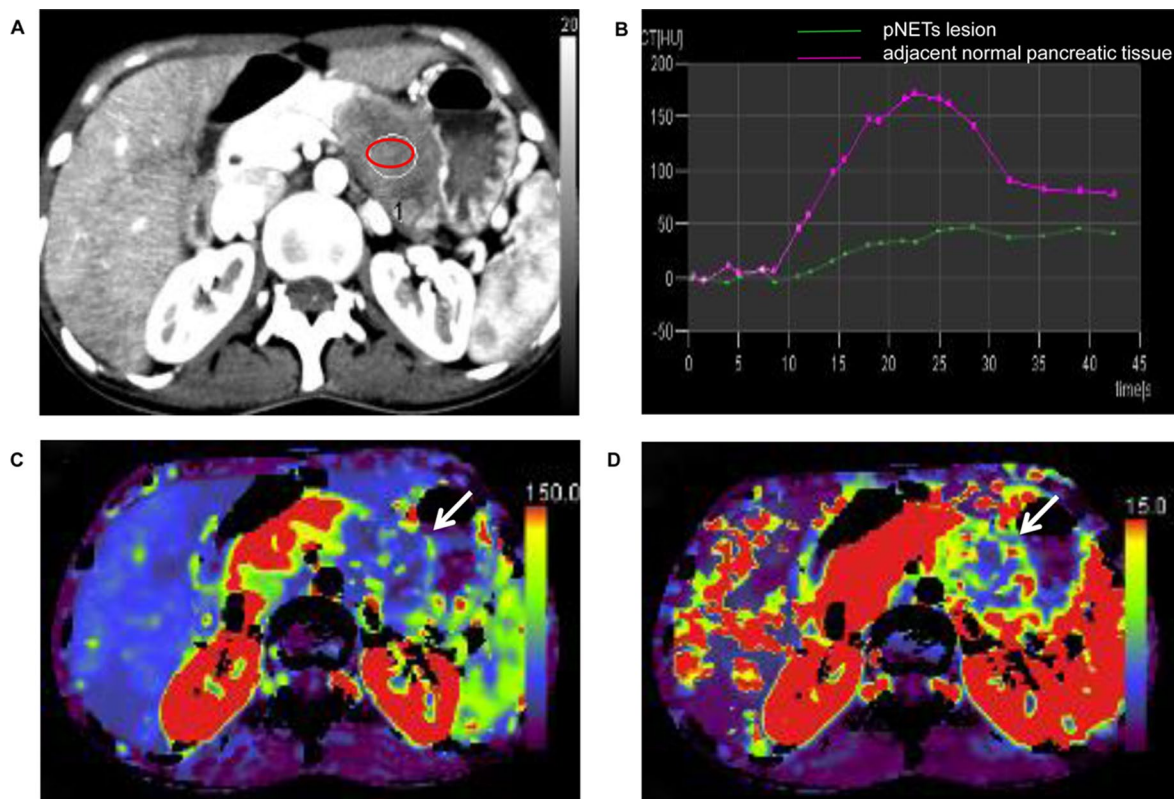 A
20
1
B
CT[HU]
pNETs lesion
adjacent normal pancreatic tissue
200
150
100
50
0
-50
0 5 10 15 20 25 30 35 40 45
time[s
C
150.0
D
15.0